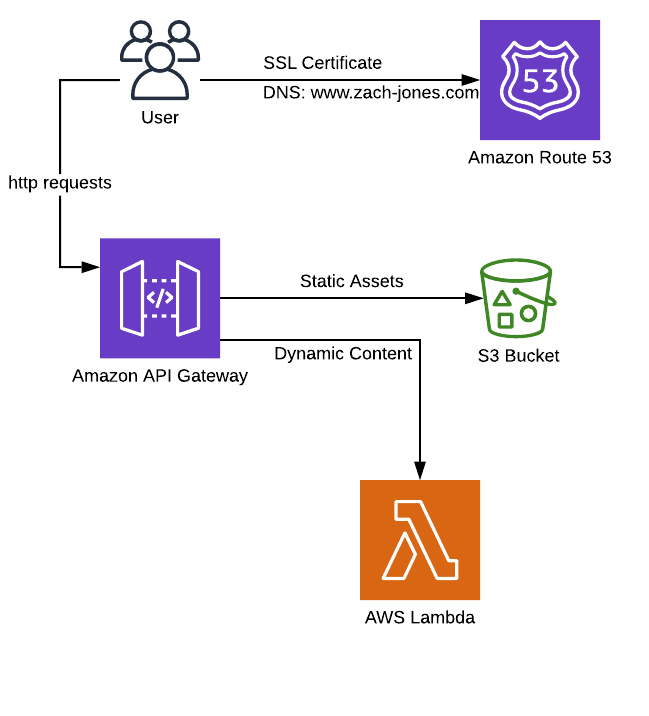 SSL Certificate
DNS: www.zach-jones.com
53
User
Amazon Route 53
http requests
</>
Static Assets
Dynamic Content
S3 Bucket
Amazon API Gateway
AWS Lambda